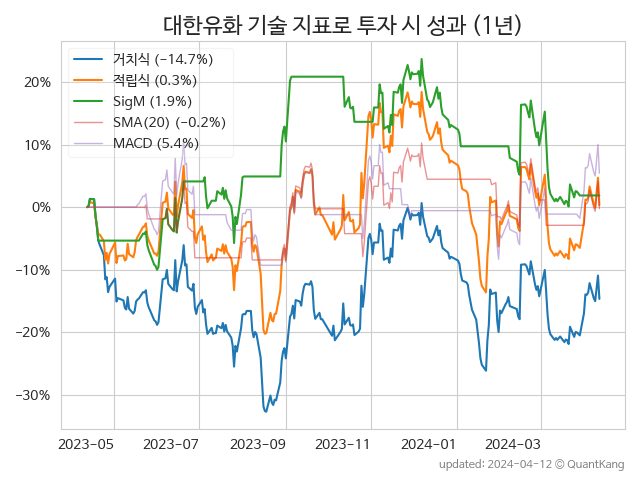 대한유화 기술 지표로 투자 시 성과 (1년)
거치식 (−14.7%)
적립식 (0.3%)
SigM (1.9%)
SMA(20) (−0.2%)
MACD (5.4%)
20%
10%
0%
−10%
−20%
−30%
2023-05
2023-07
2023-09
2023-11
2024-01
2024-03
updated: 2024-04-12 © QuantKang